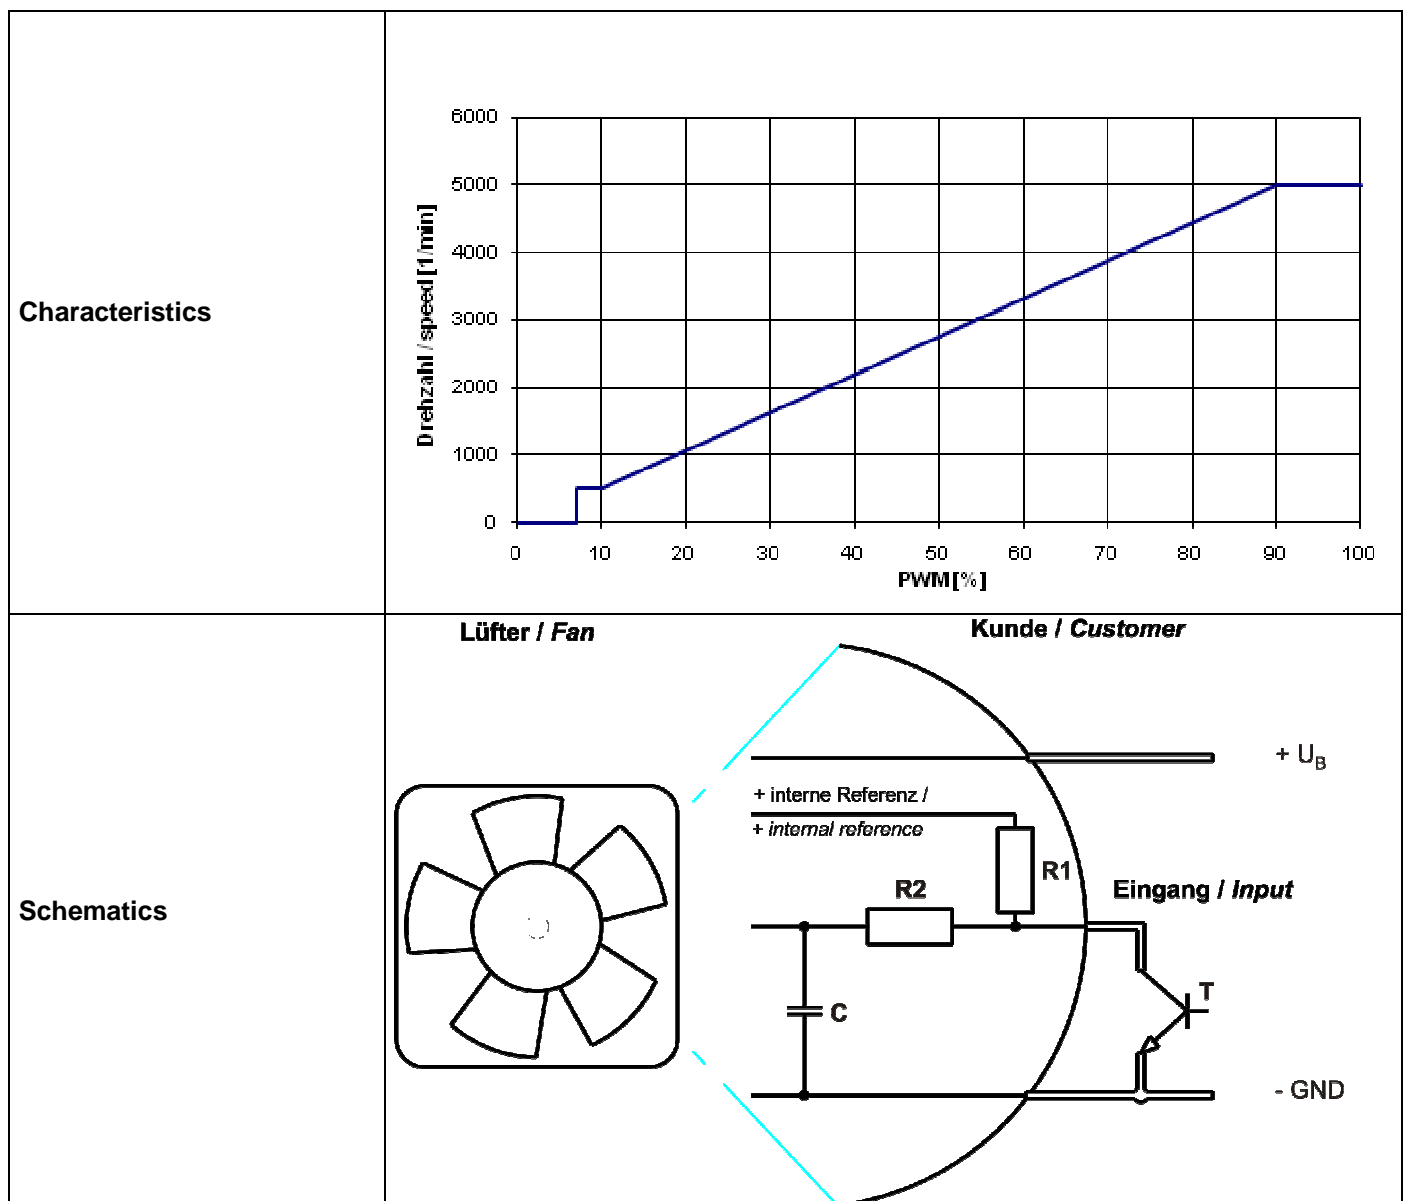 Characteristics
6000
5000
4000
3000
2000
1000
0
Drehzahl / speed [1/min]
0 10 20 30 40 50 60 70 80 90 100
PWM [%]
Schematics
Lüfter / Fan
Kunde / Customer
+ UB
+ interne Referenz /
+ internal reference
R1
R2
Eingang / Input
T
C
- GND